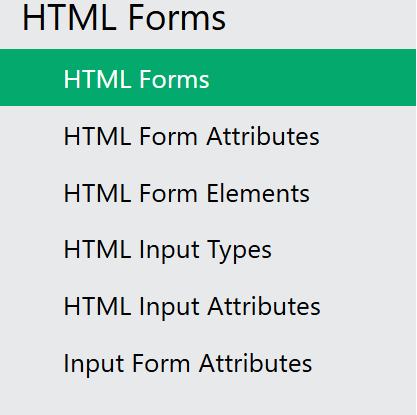 HTML Forms
HTML Forms
HTML Form Attributes
HTML Form Elements
HTML Input Types
HTML Input Attributes
Input Form Attributes